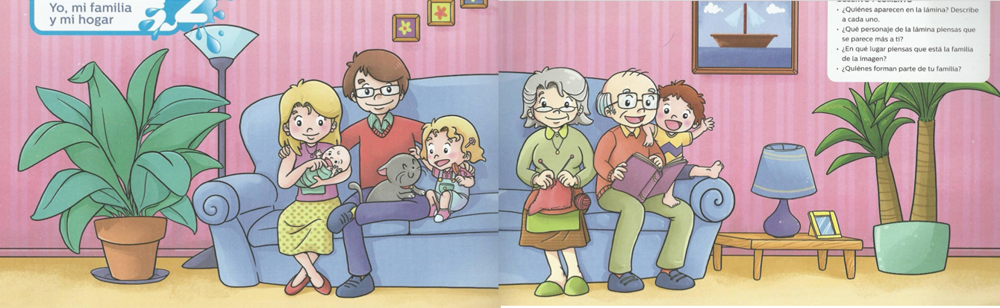 2
Yo, mi familia
y mi hogar
• ¿Quiénes aparecen en la lámina? Describe
a cada uno.
• ¿Qué personaje de la lámina piensas que
se parece más a ti?
• ¿En qué lugar piensas que está la familia
de la imagen?
• ¿Quiénes forman parte de tu familia?